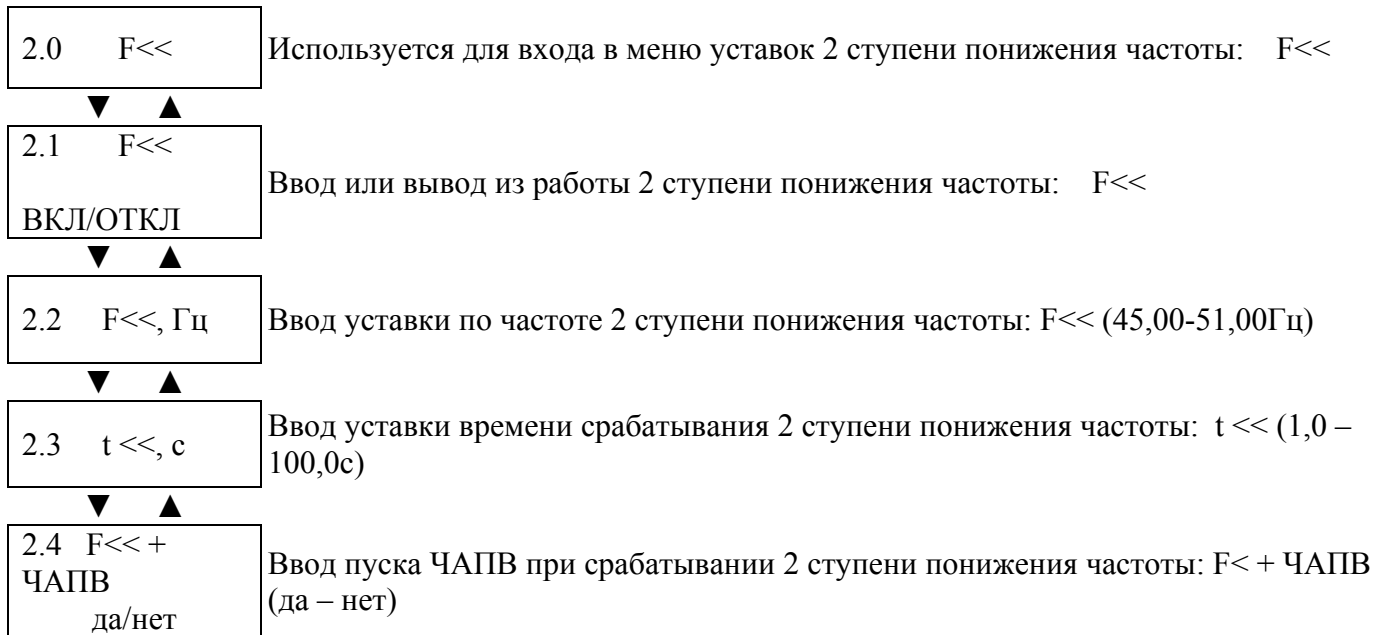 2.0 F<<
Используется для входа в меню уставок 2 ступени понижения частоты: F<<
▼ ▲
2.1 F<<
ВКЛ/ОТКЛ
Ввод или вывод из работы 2 ступени понижения частоты: F<<
▼ ▲
2.2 F<<, Гц
Ввод уставки по частоте 2 ступени понижения частоты: F<< (45,00-51,00Гц)
▼ ▲
2.3 t <<, с
Ввод уставки времени срабатывания 2 ступени понижения частоты: t << (1,0 –
100,0с)
▼ ▲
2.4 F<< +
ЧАПВ
да/нет
Ввод пуска ЧАПВ при срабатывании 2 ступени понижения частоты: F< + ЧАПВ
(да – нет)